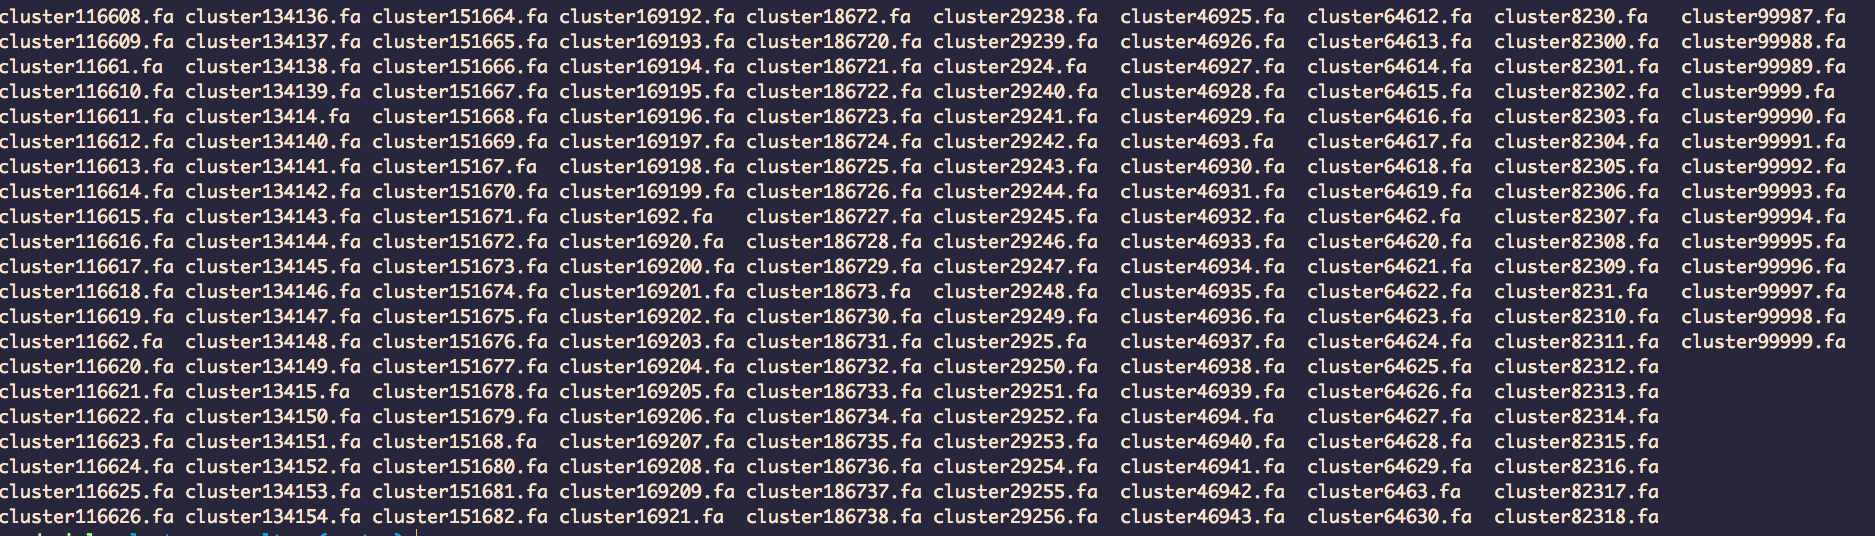 cluster116608.fa cluster134136.fa cluster151664.fa cluster169192.fa cluster18672.fa cluster29238.fa cluster46925.fa cluster64612.fa cluster8230.fa cluster99987.fa
cluster116609.fa cluster134137.fa cluster151665.fa cluster169193.fa cluster186720.fa cluster29239.fa cluster46926.fa cluster64613.fa cluster82300.fa cluster99988.fa
cluster11661.fa cluster134138.fa cluster151666.fa cluster169194.fa cluster186721.fa cluster2924.fa cluster46927.fa cluster64614.fa cluster82301.fa cluster99989.fa
cluster116610.fa cluster134139.fa cluster151667.fa cluster169195.fa cluster186722.fa cluster29240.fa cluster46928.fa cluster64615.fa cluster82302.fa cluster9999.fa
cluster116611.fa cluster13414.fa cluster151668.fa cluster169196.fa cluster186723.fa cluster29241.fa cluster46929.fa cluster64616.fa cluster82303.fa cluster99990.fa
cluster116612.fa cluster134140.fa cluster151669.fa cluster169197.fa cluster186724.fa cluster29242.fa cluster4693.fa cluster64617.fa cluster82304.fa cluster99991.fa
cluster116613.fa cluster134141.fa cluster15167.fa cluster169198.fa cluster186725.fa cluster29243.fa cluster46930.fa cluster64618.fa cluster82305.fa cluster99992.fa
cluster116614.fa cluster134142.fa cluster151670.fa cluster169199.fa cluster186726.fa cluster29244.fa cluster46931.fa cluster64619.fa cluster82306.fa cluster99993.fa
cluster116615.fa cluster134143.fa cluster151671.fa cluster1692.fa cluster186727.fa cluster29245.fa cluster46932.fa cluster6462.fa cluster82307.fa cluster99994.fa
cluster116616.fa cluster134144.fa cluster151672.fa cluster16920.fa cluster186728.fa cluster29246.fa cluster46933.fa cluster64620.fa cluster82308.fa cluster99995.fa
cluster116617.fa cluster134145.fa cluster151673.fa cluster169200.fa cluster186729.fa cluster29247.fa cluster46934.fa cluster64621.fa cluster82309.fa cluster99996.fa
cluster116618.fa cluster134146.fa cluster151674.fa cluster169201.fa cluster18673.fa cluster29248.fa cluster46935.fa cluster64622.fa cluster8231.fa cluster99997.fa
cluster116619.fa cluster134147.fa cluster151675.fa cluster169202.fa cluster186730.fa cluster29249.fa cluster46936.fa cluster64623.fa cluster82310.fa cluster99998.fa
cluster11662.fa cluster134148.fa cluster151676.fa cluster169203.fa cluster186731.fa cluster2925.fa cluster46937.fa cluster64624.fa cluster82311.fa cluster99999.fa
cluster116620.fa cluster134149.fa cluster151677.fa cluster169204.fa cluster186732.fa cluster29250.fa cluster46938.fa cluster64625.fa cluster82312.fa
cluster116621.fa cluster13415.fa cluster151678.fa cluster169205.fa cluster186733.fa cluster29251.fa cluster46939.fa cluster64626.fa cluster82313.fa
cluster116622.fa cluster134150.fa cluster151679.fa cluster169206.fa cluster186734.fa cluster29252.fa cluster4694.fa cluster64627.fa cluster82314.fa
cluster116623.fa cluster134151.fa cluster15168.fa cluster169207.fa cluster186735.fa cluster29253.fa cluster46940.fa cluster64628.fa cluster82315.fa
cluster116624.fa cluster134152.fa cluster151680.fa cluster169208.fa cluster186736.fa cluster29254.fa cluster46941.fa cluster64629.fa cluster82316.fa
cluster116625.fa cluster134153.fa cluster151681.fa cluster169209.fa cluster186737.fa cluster29255.fa cluster46942.fa cluster6463.fa cluster82317.fa
cluster116626.fa cluster134154.fa cluster151682.fa cluster16921.fa cluster186738.fa cluster29256.fa cluster46943.fa cluster64630.fa cluster82318.fa